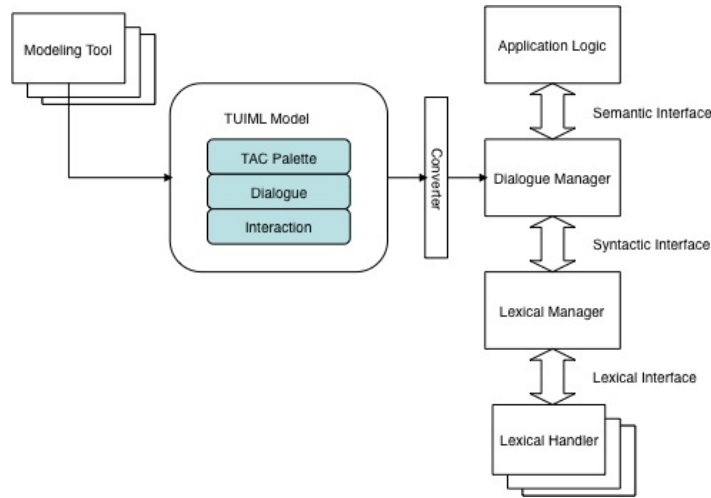 Modeling Tool
TUIML Model
TAC Palette
Dialogue
Interaction
Converter
Application Logic
Semantic Interface
Dialogue Manager
Syntactic Interface
Lexical Manager
Lexical Interface
Lexical Handler